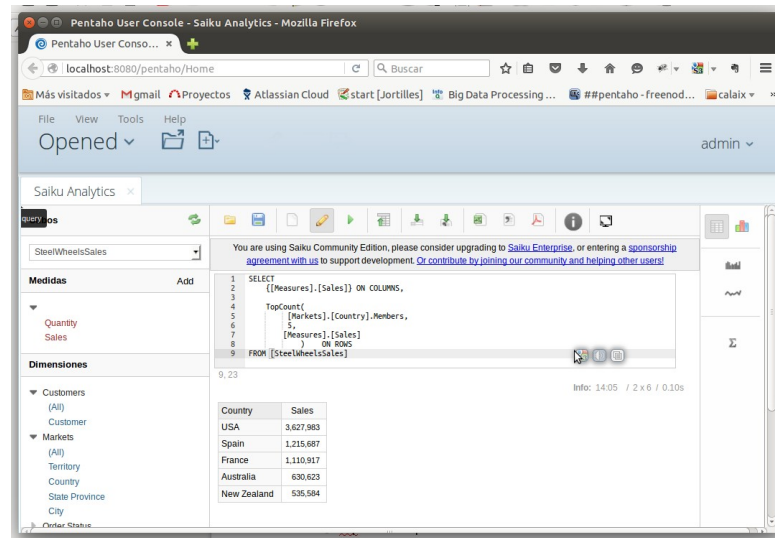 Pentaho User Console - Saiku Analytics - Mozilla Firefox
Pentaho User Conso... ×
localhost:8080/pentaho/Home
Buscar
Más visitados
gmail
Proyectos
Atlassian Cloud
start [Jortilles]
Big Data Processing ...
##pentaho - freenod...
calaix
File View Tools Help
Opened
admin
Saiku Analytics ×
query
bos
SteelWheelsSales
Medidas Add
Quantity
Sales
Dimensiones
Customers
(All)
Customer
Markets
(All)
Territory
Country
State Province
City
Order Status
You are using Saiku Community Edition, please consider upgrading to Saiku Enterprise, or entering a sponsorship
agreement with us to support development. Or contribute by joining our community and helping other users!
1 SELECT
2 {[Measures].[Sales]} ON COLUMNS,
3
4 TopCount(
5 [Markets].[Country].Members,
6 5,
7 [Measures].[Sales]
8 ) ON ROWS
9 FROM [SteelWheelsSales]
9, 23
Info: 14:05 / 2 x 6 / 0.10s
Country Sales
USA 3,627,983
Spain 1,215,687
France 1,110,917
Australia 630,623
New Zealand 535,584
Σ